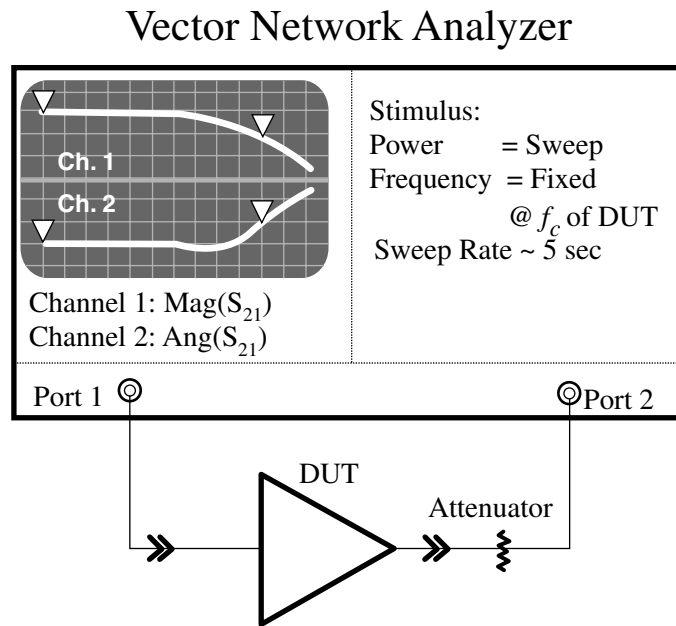 Vector Network Analyzer
Ch. 1
Ch. 2
Channel 1: Mag(S21)
Channel 2: Ang(S21)
Stimulus:
Power = Sweep
Frequency = Fixed
@ fc of DUT
Sweep Rate ~ 5 sec
Port 1
Port 2
DUT
Attenuator